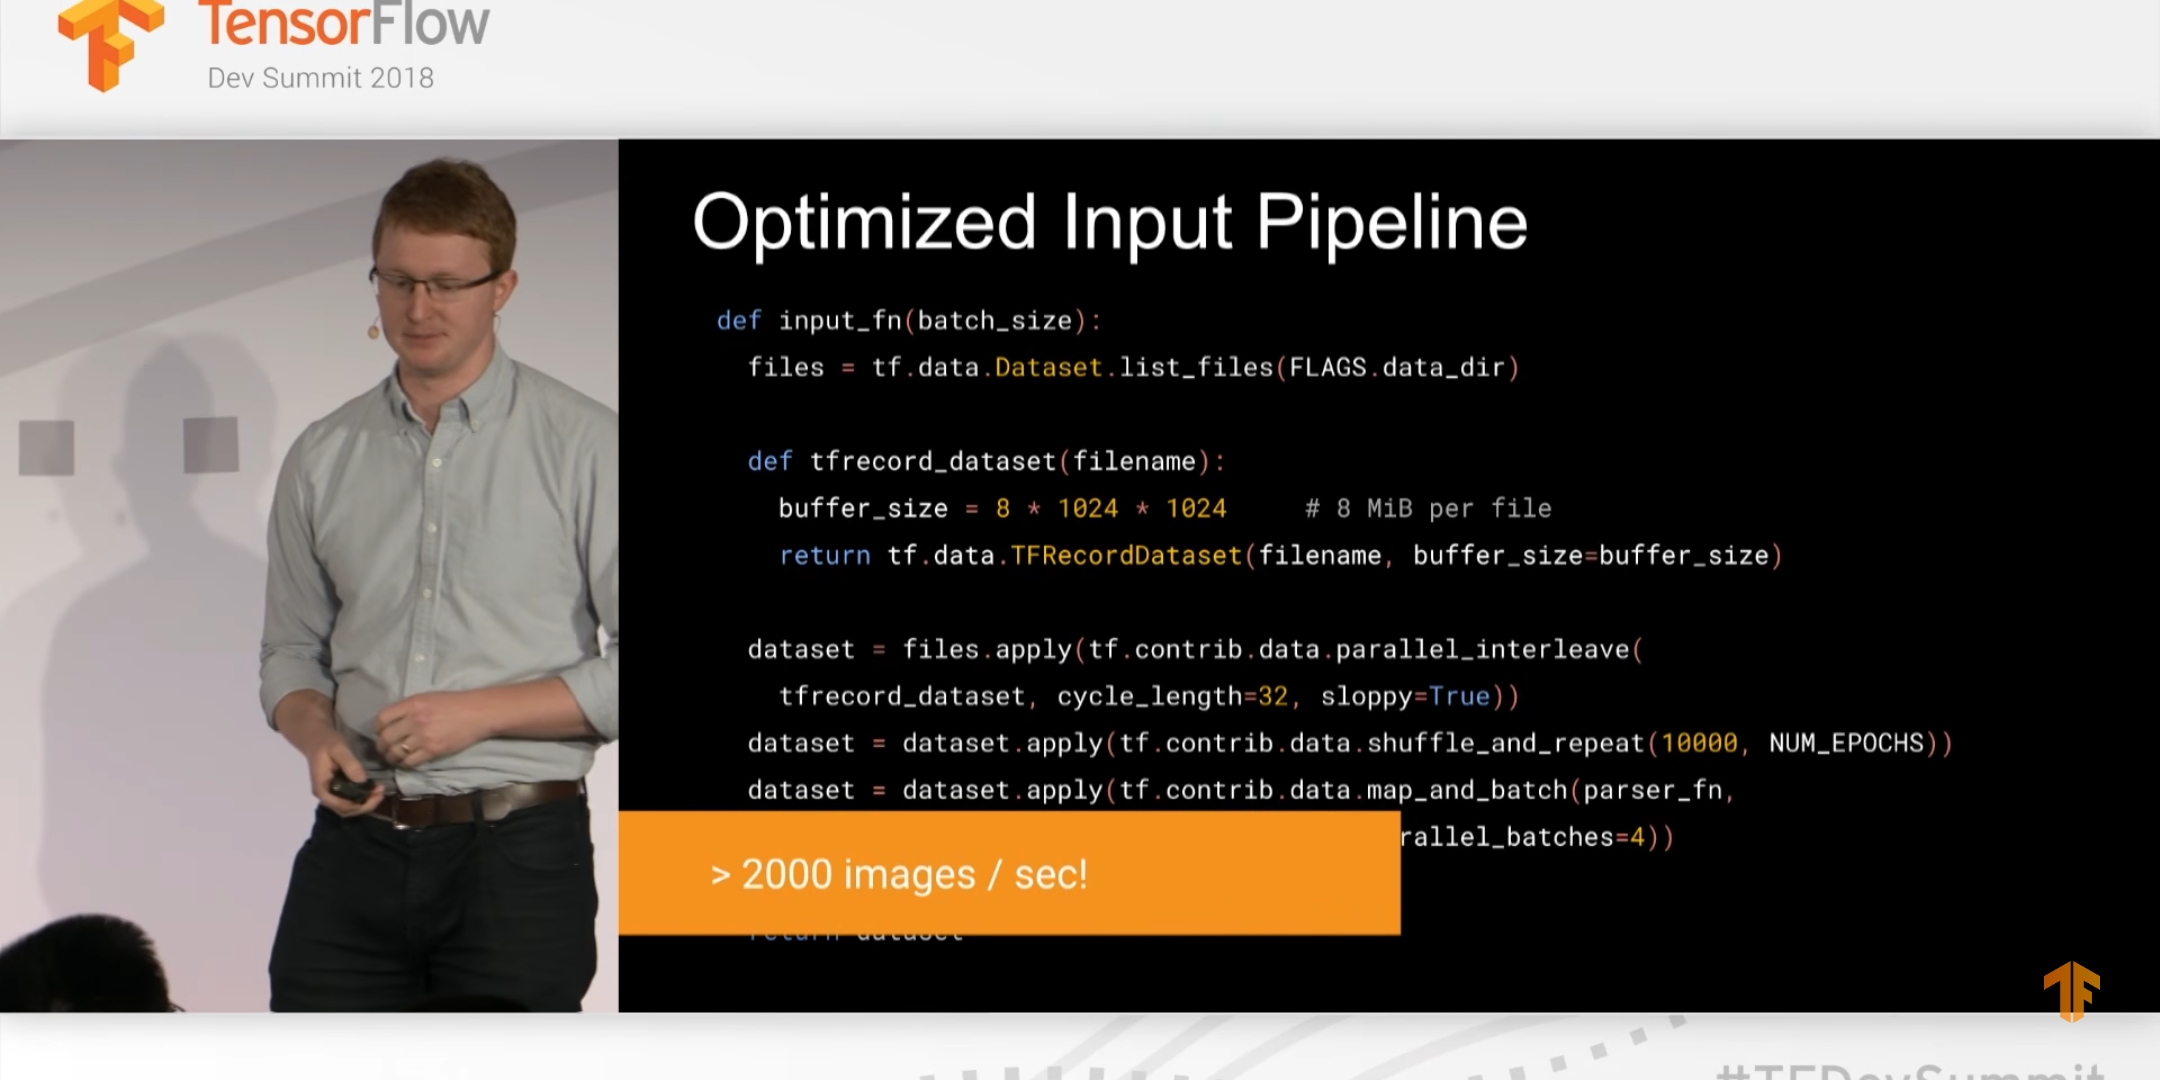 TensorFlow
Dev Summit 2018
Optimized Input Pipeline
def input_fn(batch_size):
files = tf.data.Dataset.list_files(FLAGS.data_dir)
def tfrecord_dataset(filename):
buffer_size = 8 * 1024 * 1024 # 8 MiB per file
return tf.data.TFRecordDataset(filename, buffer_size=buffer_size)
dataset = files.apply(tf.contrib.data.parallel_interleave(
tfrecord_dataset, cycle_length=32, sloppy=True))
dataset = dataset.apply(tf.contrib.data.shuffle_and_repeat(10000, NUM_EPOCHS))
dataset = dataset.apply(tf.contrib.data.map_and_batch(parser_fn,
rallel_batches=4))
> 2000 images / sec!
return dataset
#TFDevSummit